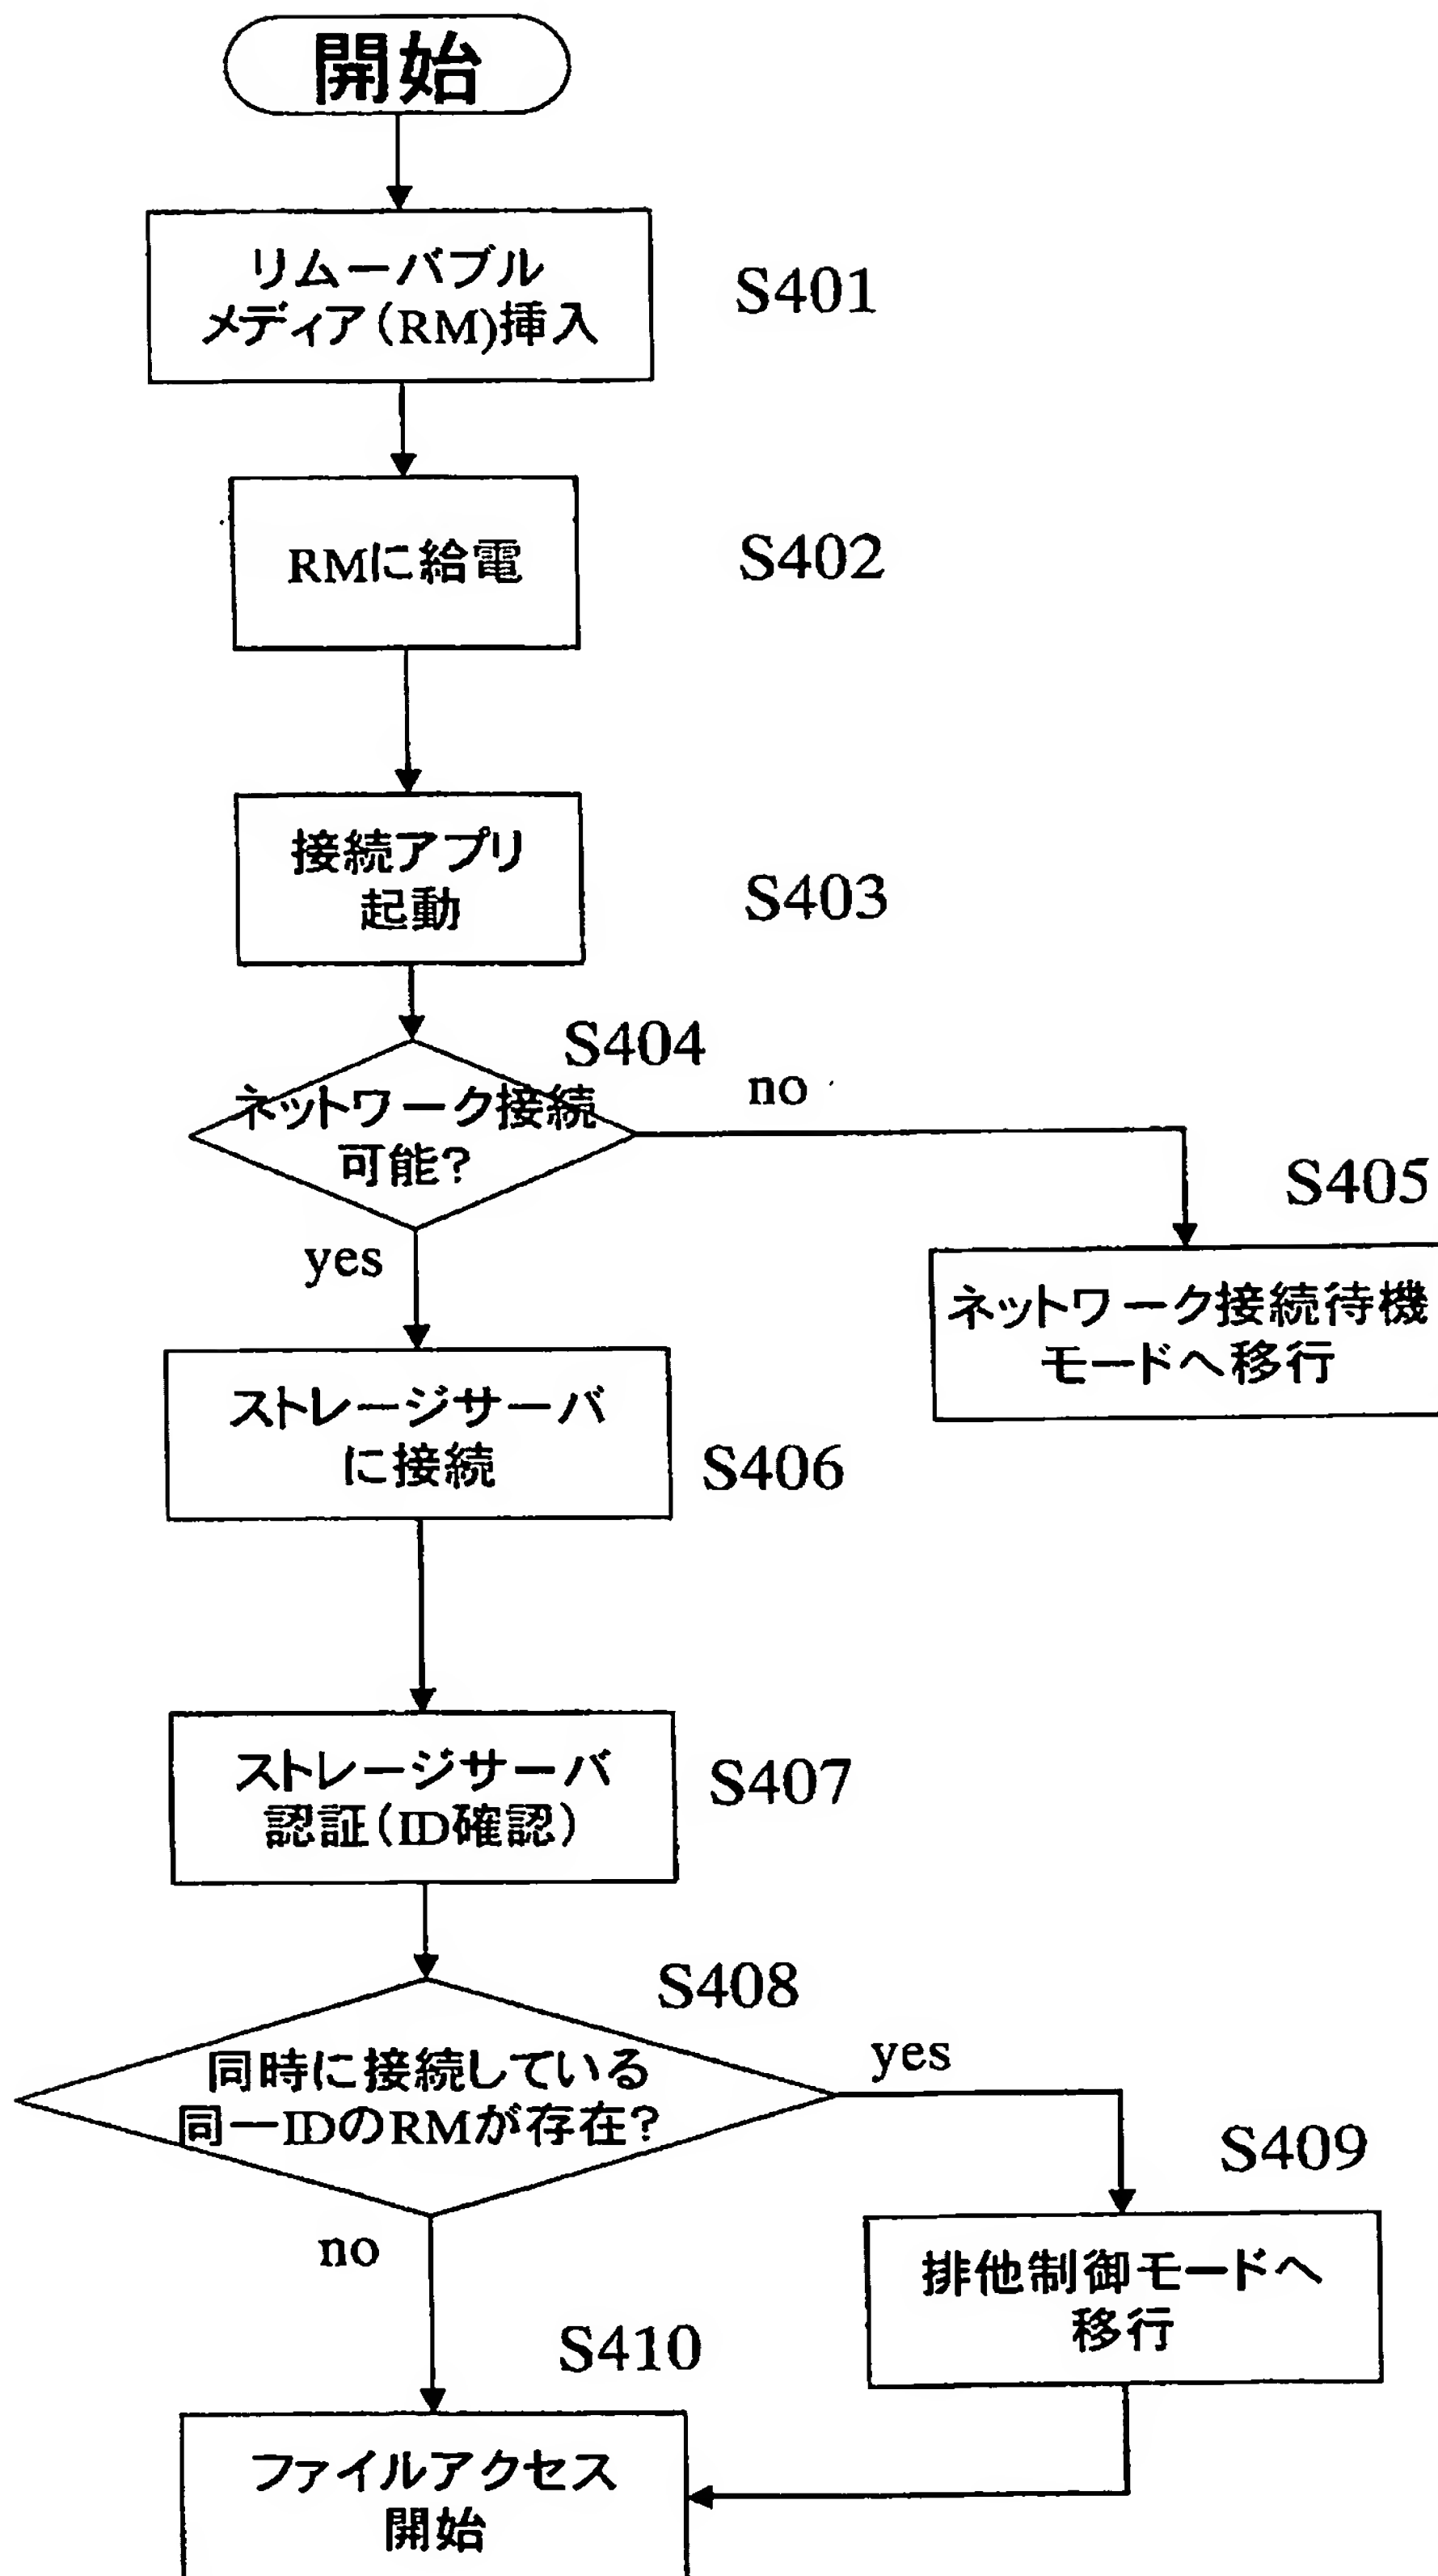 開始
リムーバブル
メディア(RM)挿入
S401
RMに給電
S402
接続アプリ
起動
S403
S404
ネットワーク接続
可能?
no
yes
S405
ネットワーク接続待機
モードへ移行
ストレージサーバ
に接続
S406
ストレージサーバ
認証(ID確認)
S407
S408
同時に接続している
同一IDのRMが存在?
yes
no
S409
排他制御モードへ
移行
S410
ファイルアクセス
開始